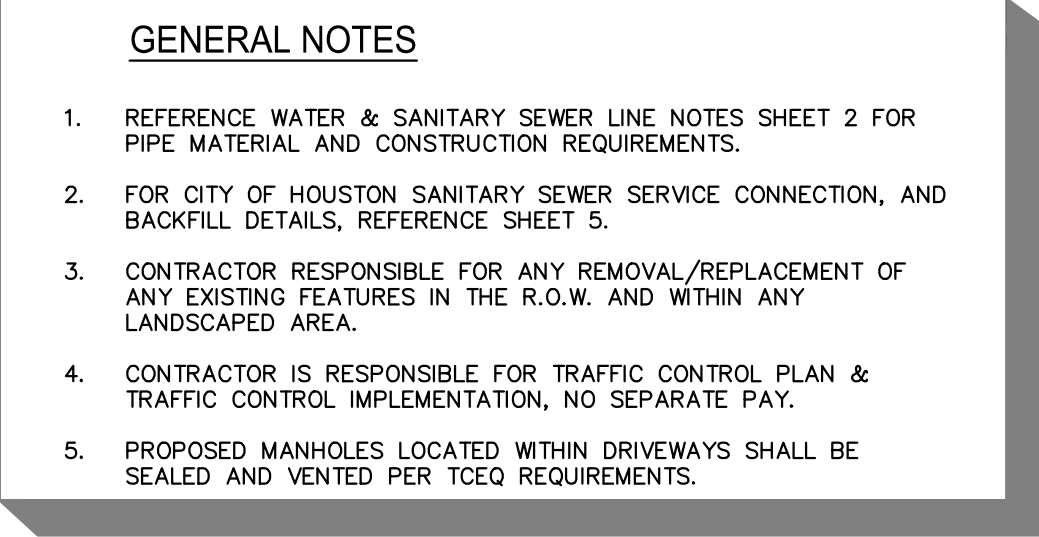 GENERAL NOTES
1. REFERENCE WATER & SANITARY SEWER LINE NOTES SHEET 2 FOR
PIPE MATERIAL AND CONSTRUCTION REQUIREMENTS.
2. FOR CITY OF HOUSTON SANITARY SEWER SERVICE CONNECTION, AND
BACKFILL DETAILS, REFERENCE SHEET 5.
3. CONTRACTOR RESPONSIBLE FOR ANY REMOVAL/REPLACEMENT OF
ANY EXISTING FEATURES IN THE R.O.W. AND WITHIN ANY
LANDSCAPED AREA.
4. CONTRACTOR IS RESPONSIBLE FOR TRAFFIC CONTROL PLAN &
TRAFFIC CONTROL IMPLEMENTATION, NO SEPARATE PAY.
5. PROPOSED MANHOLES LOCATED WITHIN DRIVEWAYS SHALL BE
SEALED AND VENTED PER TCEQ REQUIREMENTS.